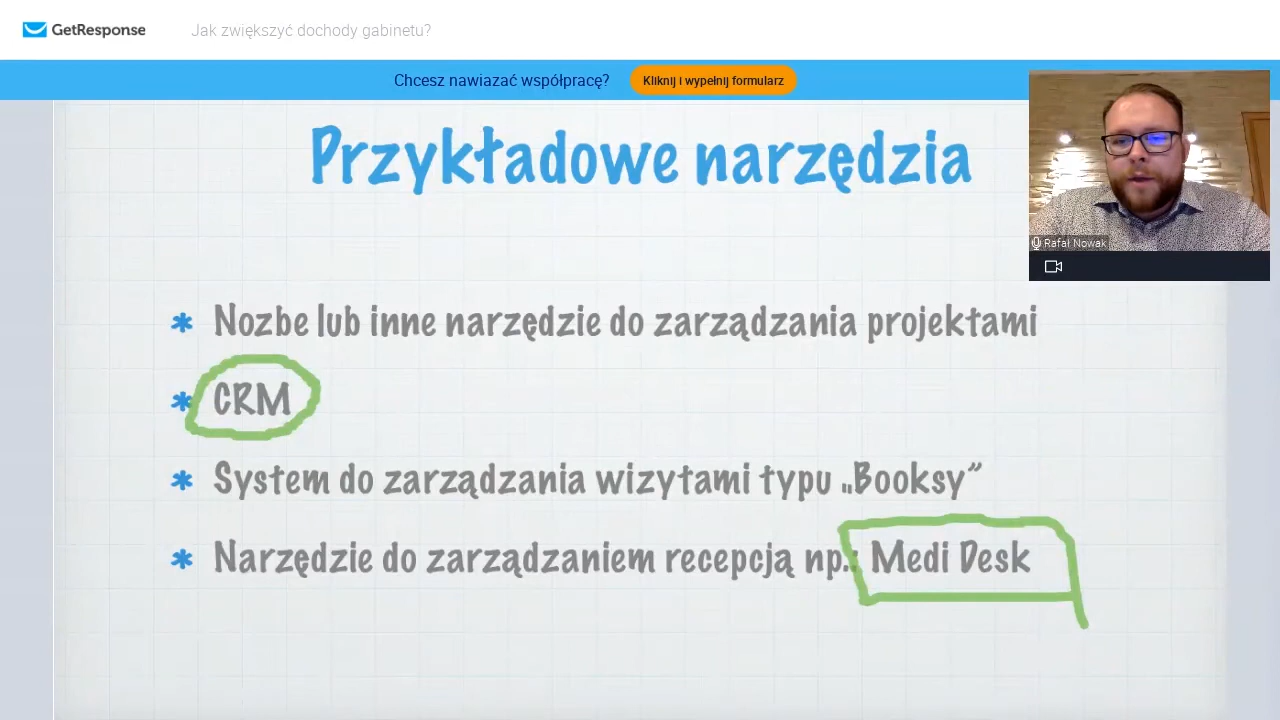 GetResponse
Jak zwiększyć dochody gabinetu?
Chcesz nawiazać współpracę?
Kliknij i wypełnij formularz
Przykładowe narzędzia
Rafał Nowak
* Nozbe lub inne narzędzie do zarządzania projektami
* CRM
* System do zarządzania wizytami typu „Booksy”
* Narzędzie do zarządzaniem recepcją np.: Medi Desk